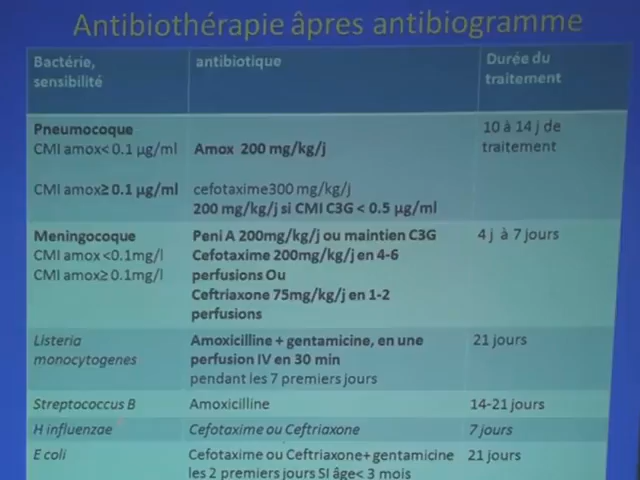 Antibiothérapie âpres antibiogramme
Bactérie, sensibilité
antibiotique
Durée du traitement
Pneumocoque
CMI amox< 0.1 µg/ml
Amox 200 mg/kg/j
10 à 14 j de traitement
CMI amox≥ 0.1 µg/ml
cefotaxime300 mg/kg/j
200 mg/kg/j si CMI C3G < 0.5 µg/ml
Meningocoque
CMI amox <0.1mg/l
CMI amox≥ 0.1mg/l
Peni A 200mg/kg/j ou maintien C3G
Cefotaxime 200mg/kg/j en 4-6
perfusions Ou
Ceftriaxone 75mg/kg/j en 1-2
perfusions
4 j à 7 jours
Listeria
monocytogenes
Amoxicilline + gentamicine, en une
perfusion IV en 30 min
pendant les 7 premiers jours
21 jours
Streptococcus B
Amoxicilline
14-21 jours
H influenzae
Cefotaxime ou Ceftriaxone
7 jours
E coli
Cefotaxime ou Ceftriaxone+ gentamicine
les 2 premiers jours SI âge< 3 mois
21 jours